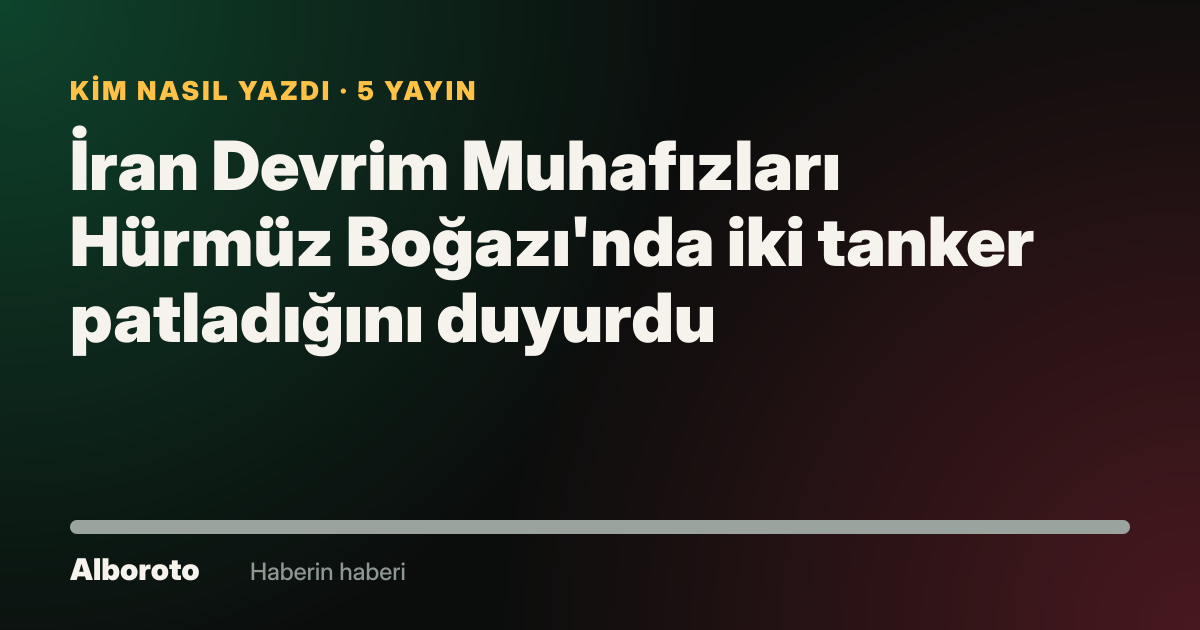 KİM NASIL YAZDI · 5 YAYIN
İran Devrim Muhafızları
Hürmüz Boğazı'nda iki tanker
patladığını duyurdu
Alboroto
Haberin haberi